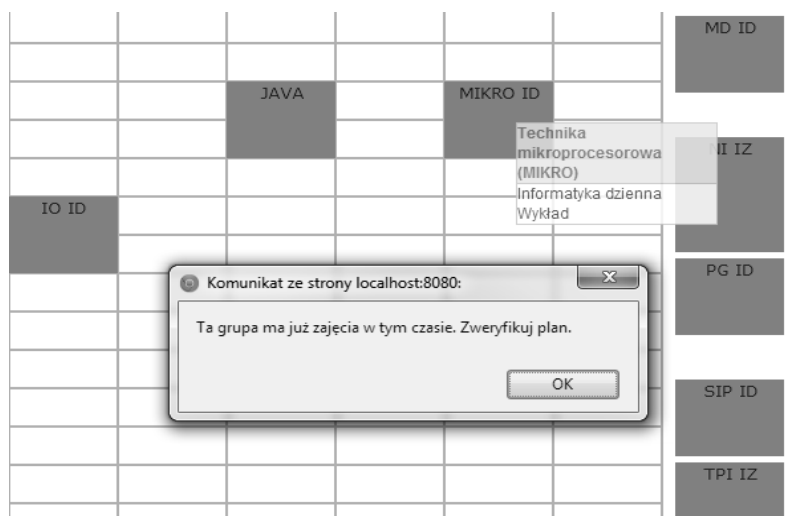 MD ID
JAVA
MIKRO ID
Technika
mikroprocesorowa
(MIKRO)
Informatyka dzienna
Wykład
NI IZ
IO ID
PG ID
Komunikat ze strony localhost:8080:
Ta grupa ma już zajęcia w tym czasie. Zweryfikuj plan.
OK
SIP ID
TPI IZ